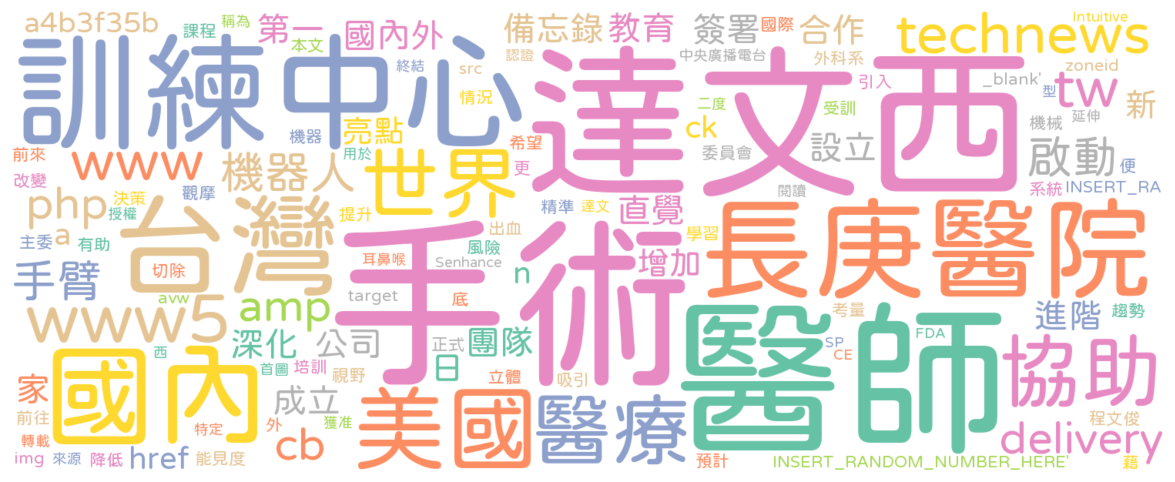 a4b3f35b
課程
稱為
第一
本文
國內外
備忘錄
教育
簽署
國際
合作
Intuitive
technews
訓練中心
終結
src
認證
中央廣播電台
外科系
zoneid
情況
達文西
_blank'
tw
型
引入
新
機器
亮點
二度
受訓
機械
延伸
ck
前來
www
用於
希望
設立
啟動
改變
機器人
世界
更
委員會
便
決策
觀摩
閱讀
系統
INSERT_RA
php
授權
台灣
提升
出血
精準
達文
直覺
長庚醫院
主委
a
有助
手術
風險
學習
切除
耳鼻喉
Senhance
增加
手臂
avw
target
底
n
www5
amp
考量
進階
趨勢
西
深化
公司
正式
團隊
醫師
SP
FDA
國內
首圖
培訓
視野
日
CE
協助
家
成立
立體
吸引
前往
特定
外
獲准
美國
醫療
程文俊
轉載
cb
delivery
img
來源
降低
href
能見度
預計
INSERT_RANDOM_NUMBER_HERE'
藉